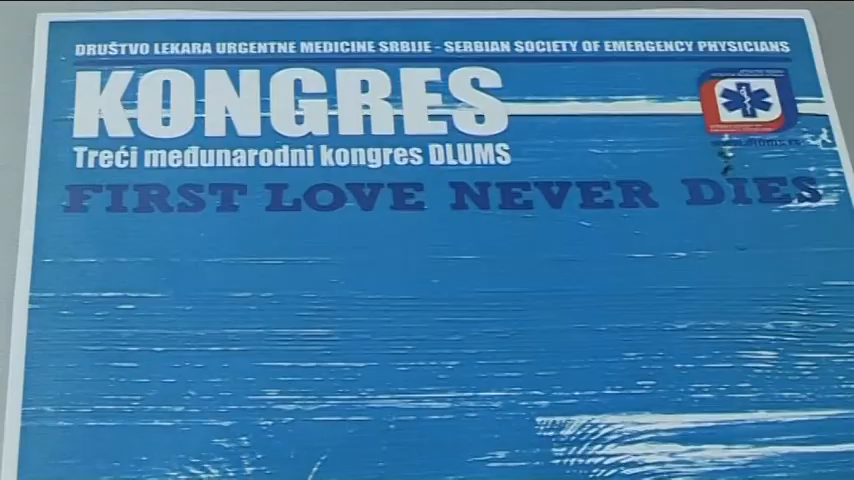 DRUŠTVO LEKARA URGENTNE MEDICINE SRBIJE - SERBIAN SOCIETY OF EMERGENCY PHYSICIANS
KONGRES
Treći međunarodni kongres DLUMS
FIRST LOVE NEVER DIES